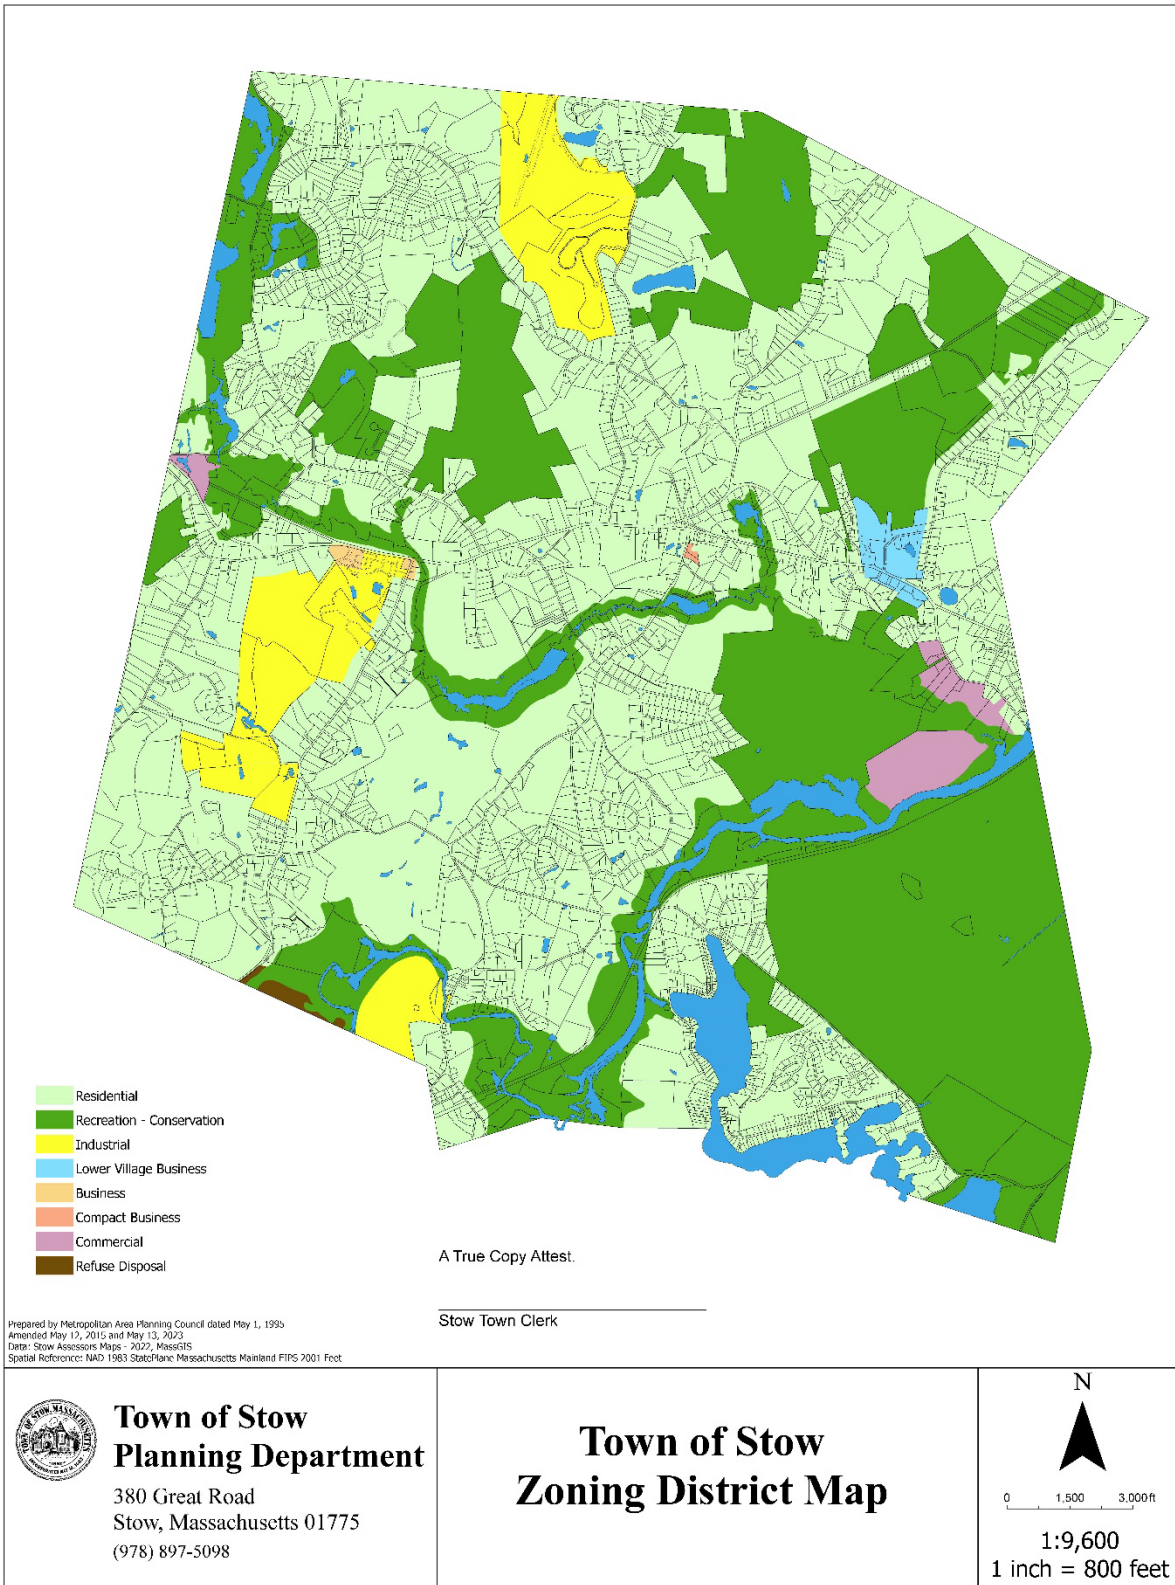 Residential
Recreation - Conservation
Industrial
Lower Village Business
Business
Compact Business
Commercial
Refuse Disposal
A True Copy Attest.
Stow Town Clerk
Prepared by Metropolitan Area Planning Council dated May 1, 1995
Amended May 12, 2015 and May 13, 2023
Data: Stow Assessors Maps - 2022, MassGIS
Spatial Reference: NAD 1983 StatePlane Massachusetts Mainland FIPS 2001 Feet
TOWN OF STOW, MASSACHUSETTS
Town of Stow
Planning Department
380 Great Road
Stow, Massachusetts 01775
(978) 897-5098
Town of Stow
Zoning District Map
N
0 1,500 3,000 ft
1:9,600
1 inch = 800 feet